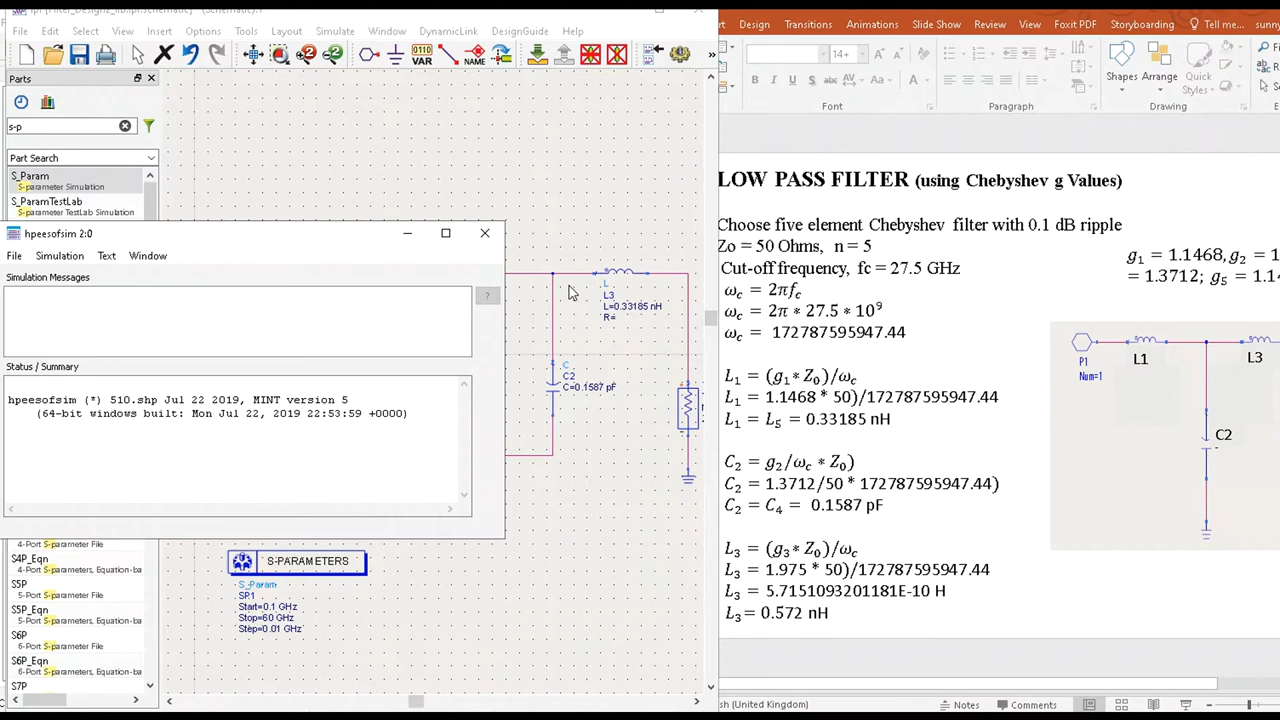 File Edit Select View Insert Options Tools Layout Simulate Window DynamicLink DesignGuide Help
rt Design Transitions Animations Slide Show Review View Foxit PDF Storyboarding Tell me...
0110
VAR
NAME
»
14
Shapes Arrange Quick
Styles
Font Paragraph Drawing
Parts
s-p
Part Search
S_Param
S-parameter Simulation
S_ParamTestLab
S-parameter TestLab Simulation
hpeesofsim 2:0
File Simulation Text Window
Simulation Messages
?
Status / Summary
hpeesofsim (*) 510.shp Jul 22 2019, MINT version 5
(64-bit windows built: Mon Jul 22, 2019 22:53:59 +0000)
4-Port S-parameter File
S4P_Eqn
4-Port S-parameters, Equation-ba
S5P
5-Port S-parameter File
S5P_Eqn
5-Port S-parameters, Equation-ba
S6P
6-Port S-parameter File
S6P_Eqn
6-Port S-parameters, Equation-ba
S7P
L
L3
L=0.33185 nH
R=
C
C2
C=0.1587 pF
S-PARAMETERS
S_Param
SP1
Start=0.1 GHz
Stop=60 GHz
Step=0.01 GHz
LOW PASS FILTER (using Chebyshev g Values)
Choose five element Chebyshev filter with 0.1 dB ripple
Zo = 50 Ohms, n = 5
Cut-off frequency, fc = 27.5 GHz
ω𝑐 = 2πf𝑐
ω𝑐 = 2π * 27.5 * 10⁹
ω𝑐 = 172787595947.44
L₁ = (g₁* Z₀)/ω𝑐
L₁ = 1.1468 * 50)/172787595947.44
L₁ = L₅ = 0.33185 nH
C₂ = g₂/ω𝑐 * Z₀)
C₂ = 1.3712/50 * 172787595947.44)
C₂ = C₄ = 0.1587 pF
L₃ = (g₃* Z₀)/ω𝑐
L₃ = 1.975 * 50)/172787595947.44
L₃ = 5.7151093201181E-10 H
L₃ = 0.572 nH
g₁ = 1.1468, g₂ = 1
= 1.3712; g₅ = 1.1
P1
Num=1
L1
L3
C2
sh (United Kingdom) Notes Comments